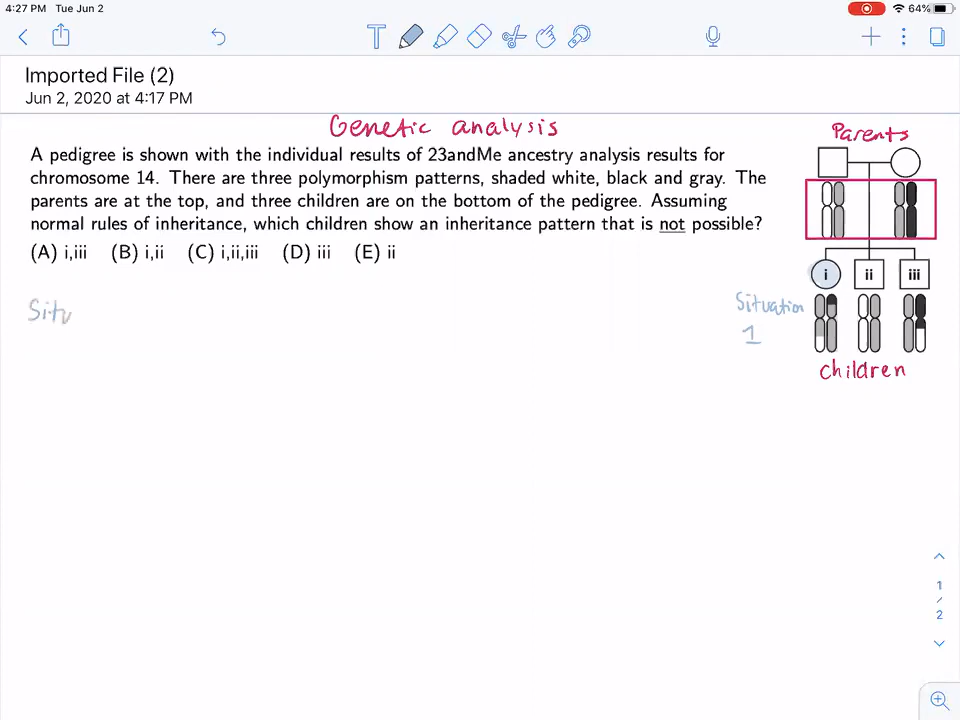 4:27 PM Tue Jun 2
64%
Imported File (2)
Jun 2, 2020 at 4:17 PM
Genetic analysis
Parents
A pedigree is shown with the individual results of 23andMe ancestry analysis results for
chromosome 14. There are three polymorphism patterns, shaded white, black and gray. The
parents are at the top, and three children are on the bottom of the pedigree. Assuming
normal rules of inheritance, which children show an inheritance pattern that is not possible?
(A) i,iii (B) i,ii (C) i,ii,iii (D) iii (E) ii
i ii iii
Situ
Situation
1
children
1
/
2